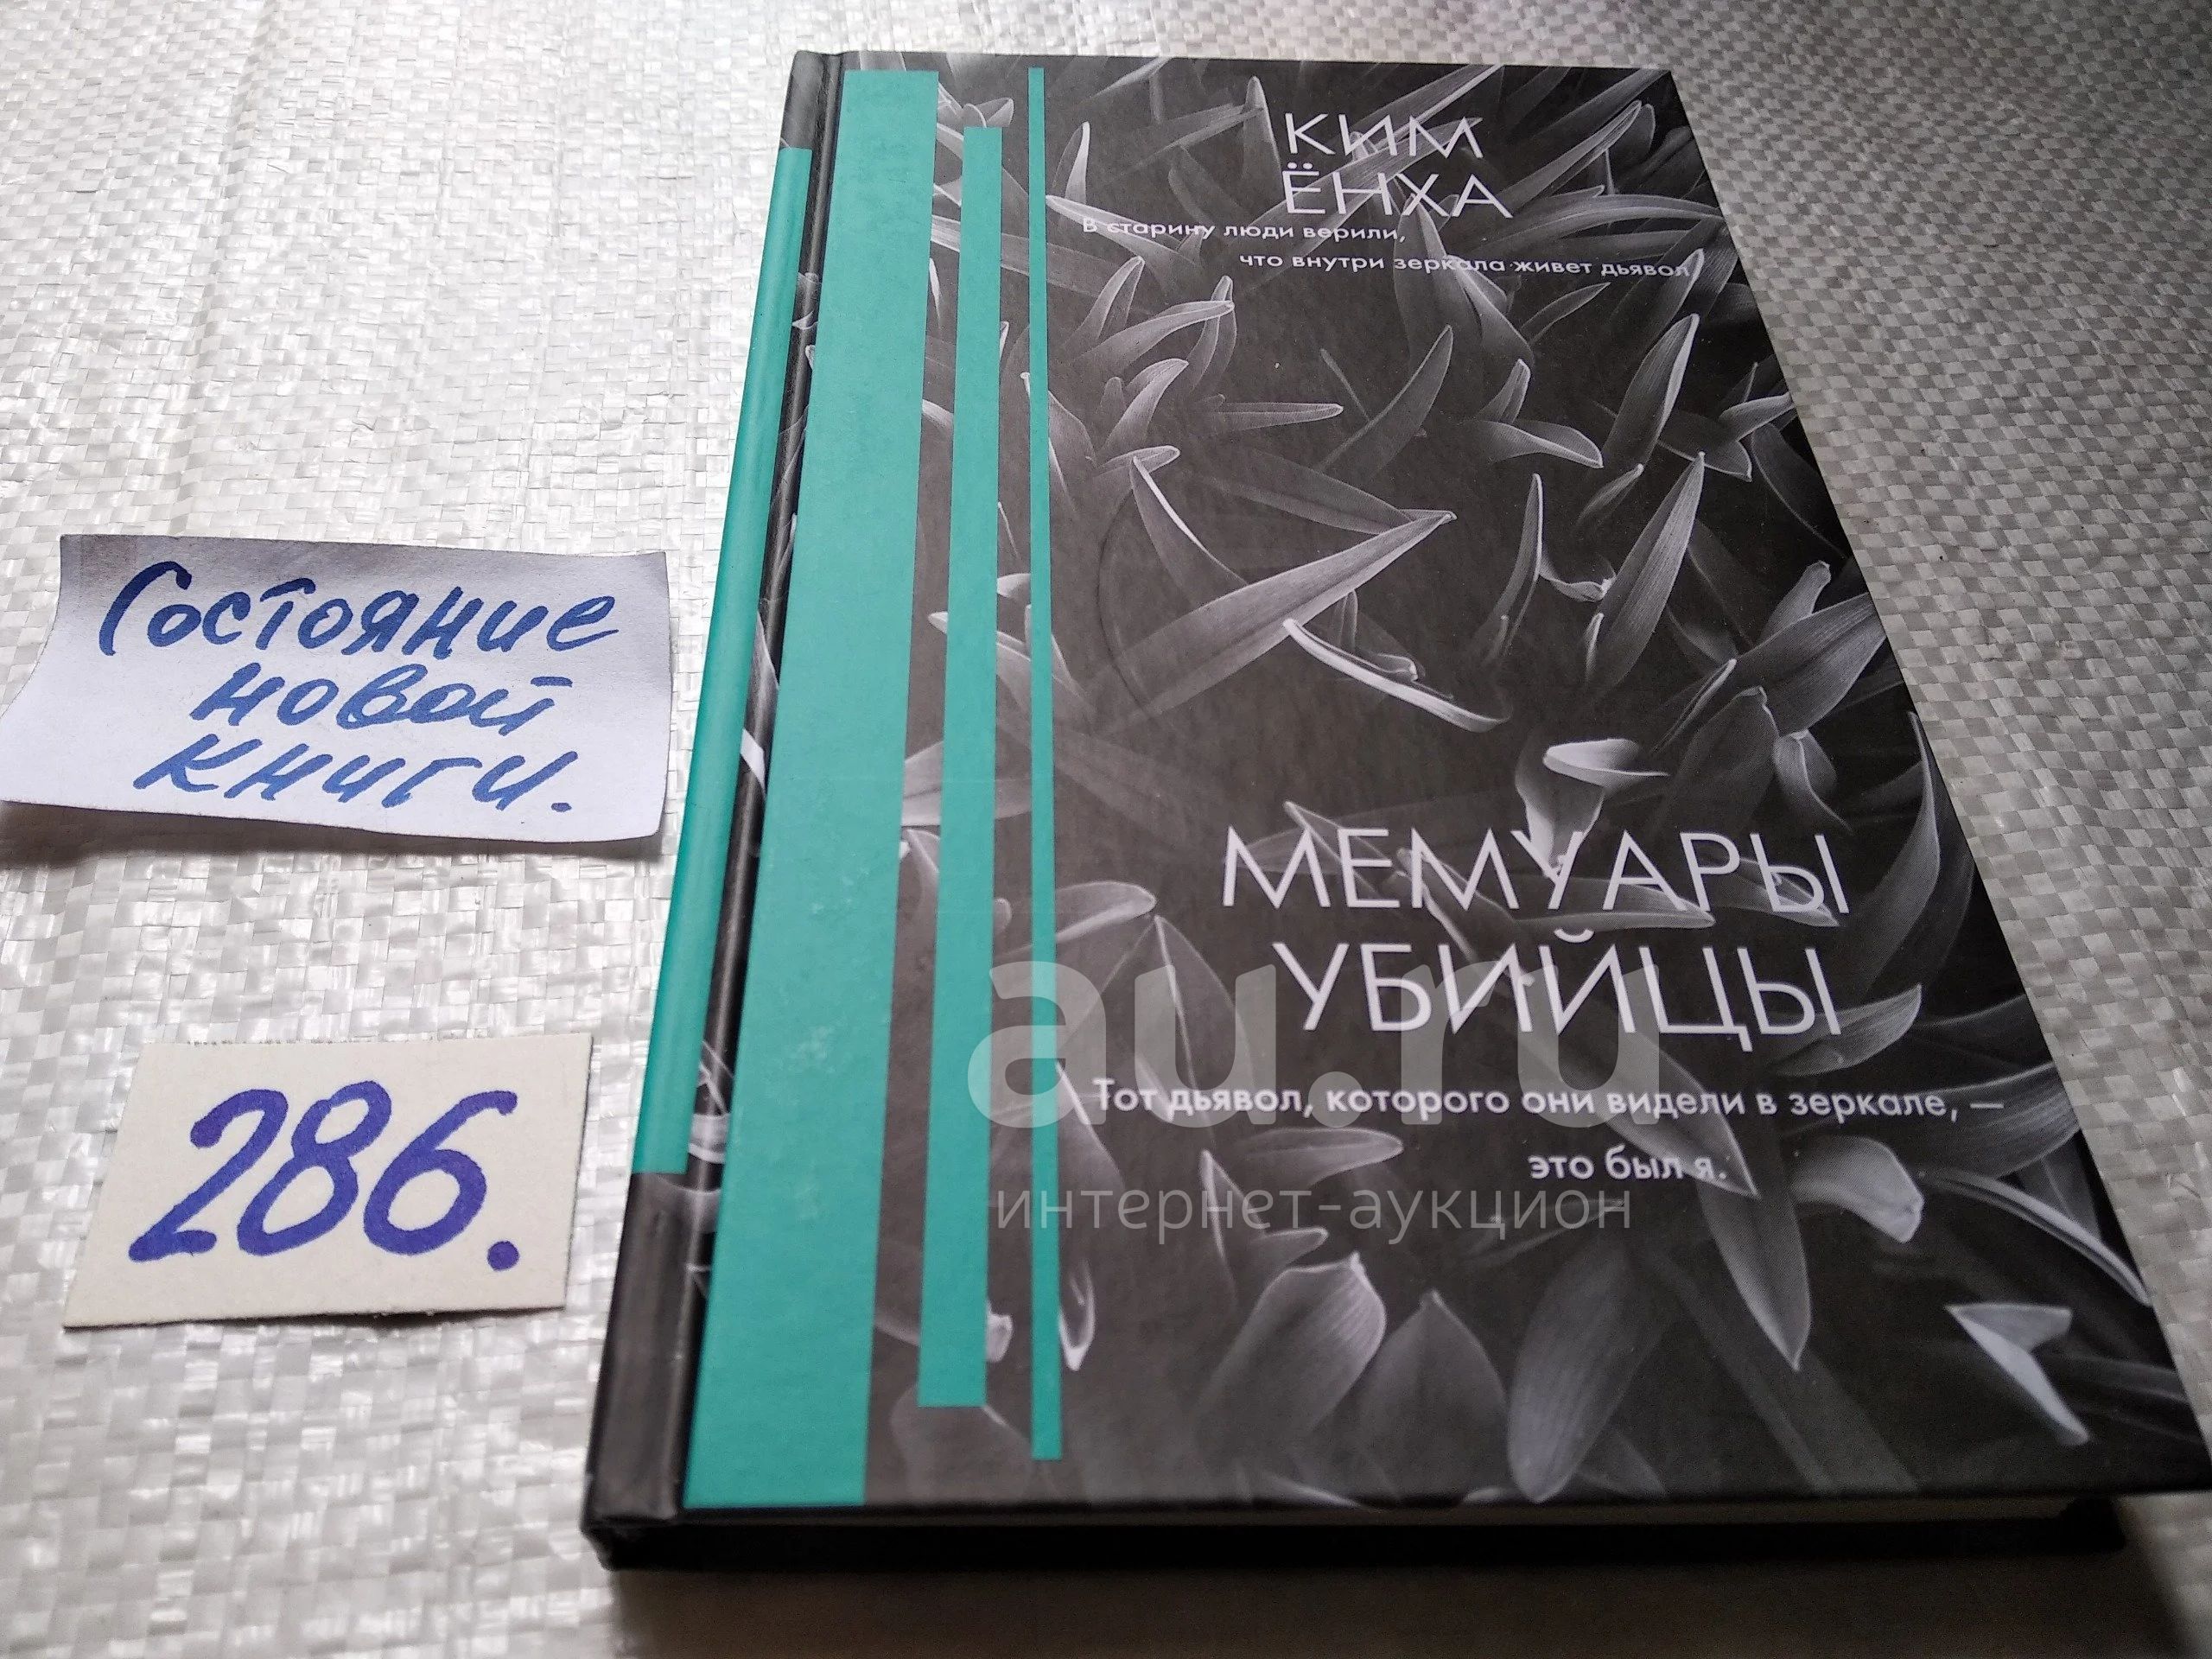 КИМ
ЁНХА
В старину люди верили,
что внутри зеркала живет дьявол.
Состояние
новой
книги.
МЕМУАРЫ
УБИЙЦЫ
au.ru
Тот дьявол, которого они видели в зеркале, —
это был я.
интернет-аукцион
286.